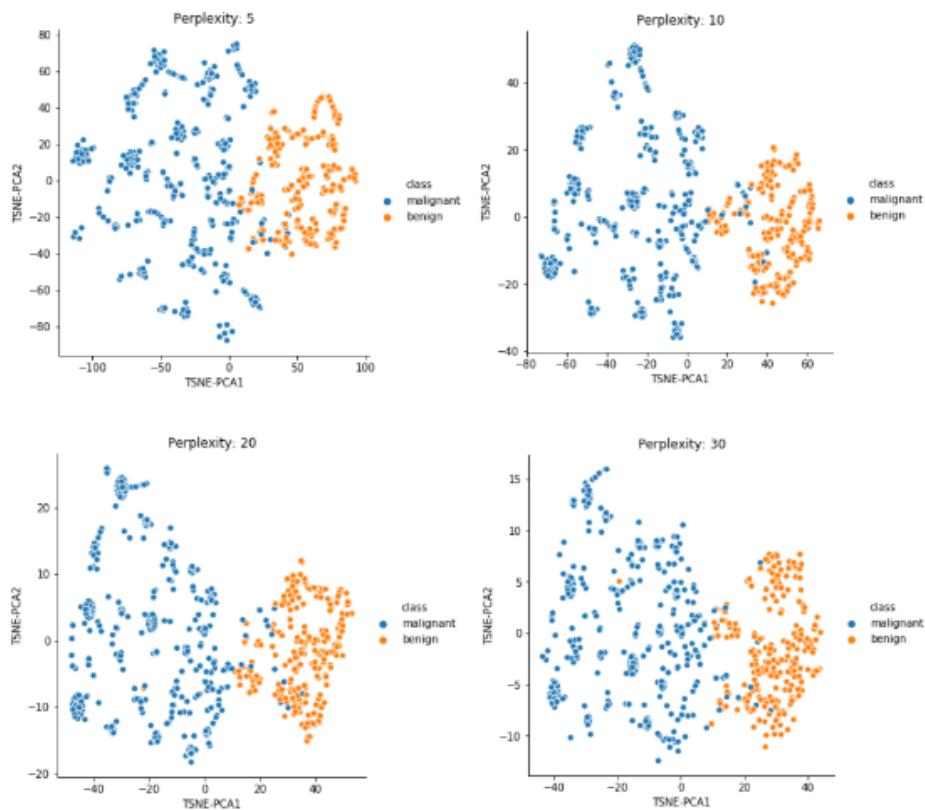 Perplexity: 5
80
60
40
20
0
−20
−40
−60
−80
TSNE-PCA2
−100
−50
0
50
100
TSNE-PCA1
class
malignant
benign
Perplexity: 10
40
20
0
−20
−40
TSNE-PCA2
−80
−60
−40
−20
0
20
40
60
TSNE-PCA1
class
malignant
benign
Perplexity: 20
20
10
0
−10
−20
TSNE-PCA2
−40
−20
0
20
40
TSNE-PCA1
class
malignant
benign
Perplexity: 30
15
10
5
0
−5
−10
TSNE-PCA2
−40
−20
0
20
40
TSNE-PCA1
class
malignant
benign